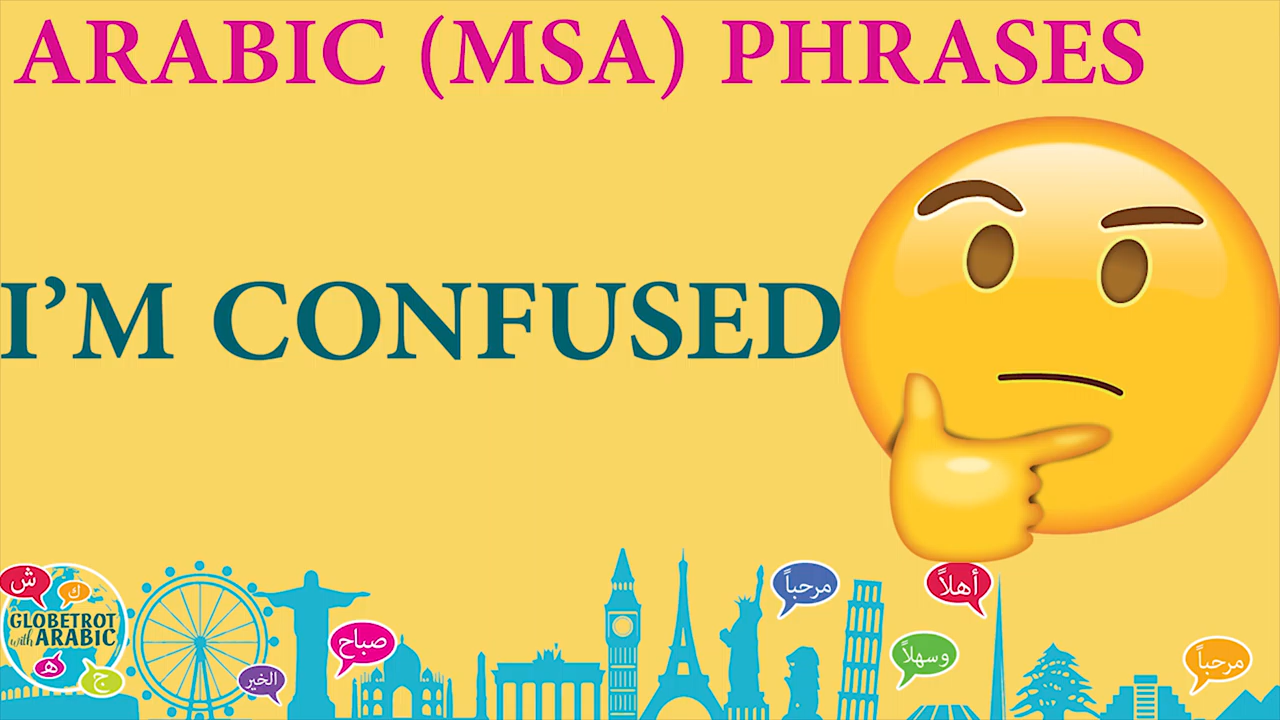 ARABIC (MSA) PHRASES
I'M CONFUSED
ش
ك
GLOBETROT
with ARABIC
ه
ج
الخير
صباح
مرحباً
أهلاً
وسهلاً
مرحباً